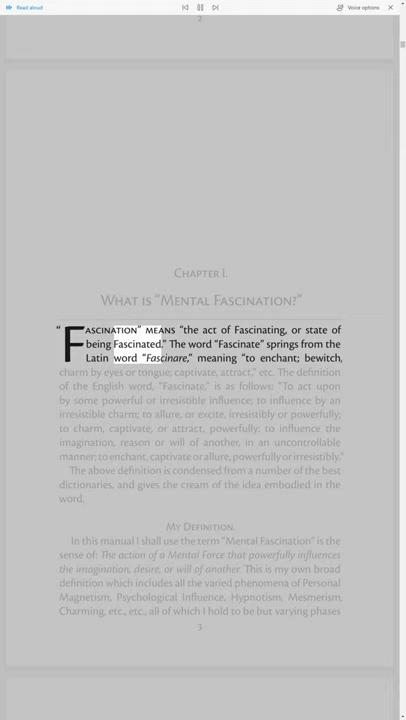 Read aloud
Voice options
2
Chapter I.
What is “Mental Fascination?”
“Fascination” means “the act of Fascinating, or state of
being Fascinated.” The word “Fascinate” springs from the
Latin word “Fascinare,” meaning “to enchant; bewitch,
charm by eyes or tongue; captivate, attract,” etc. The definition
of the English word, “Fascinate,” is as follows: “To act upon
by some powerful or irresistible influence; to influence by an
irresistible charm; to allure, or excite, irresistibly or powerfully;
to charm, captivate, or attract, powerfully; to influence the
imagination, reason or will of another, in an uncontrollable
manner; to enchant, captivate or allure, powerfully or irresistibly.”
The above definition is condensed from a number of the best
dictionaries, and gives the cream of the idea embodied in the
word.
My Definition.
In this manual I shall use the term “Mental Fascination” is the
sense of: The action of a Mental Force that powerfully influences
the imagination, desire, or will of another. This is my own broad
definition which includes all the varied phenomena of Personal
Magnetism, Psychological Influence, Hypnotism, Mesmerism,
Charming, etc., etc., all of which I hold to be but varying phases
3